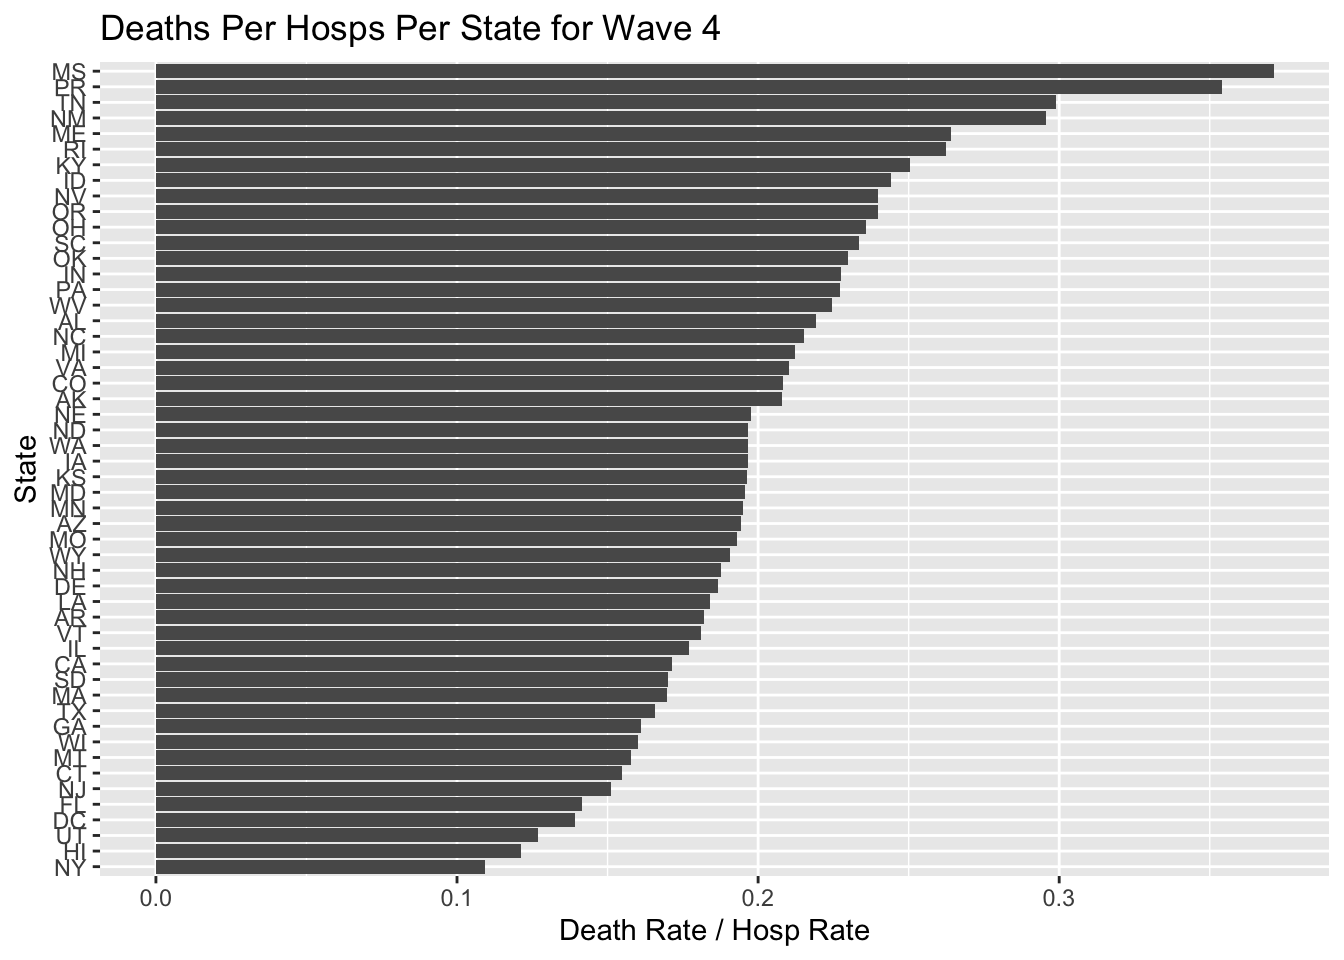 Deaths Per Hosps Per State for Wave 4
MS
PR
TN
NM
ME
RI
KY
ID
NV
OR
OH
SC
OK
IN
PA
WV
AL
NC
MI
VA
CO
AK
NE
ND
WA
IA
KS
MD
MN
AZ
MO
WY
NH
DE
LA
AR
VT
IL
CA
SD
MA
TX
GA
WI
MT
CT
NJ
FL
DC
UT
HI
NY
State
0.0 0.1 0.2 0.3
Death Rate / Hosp Rate